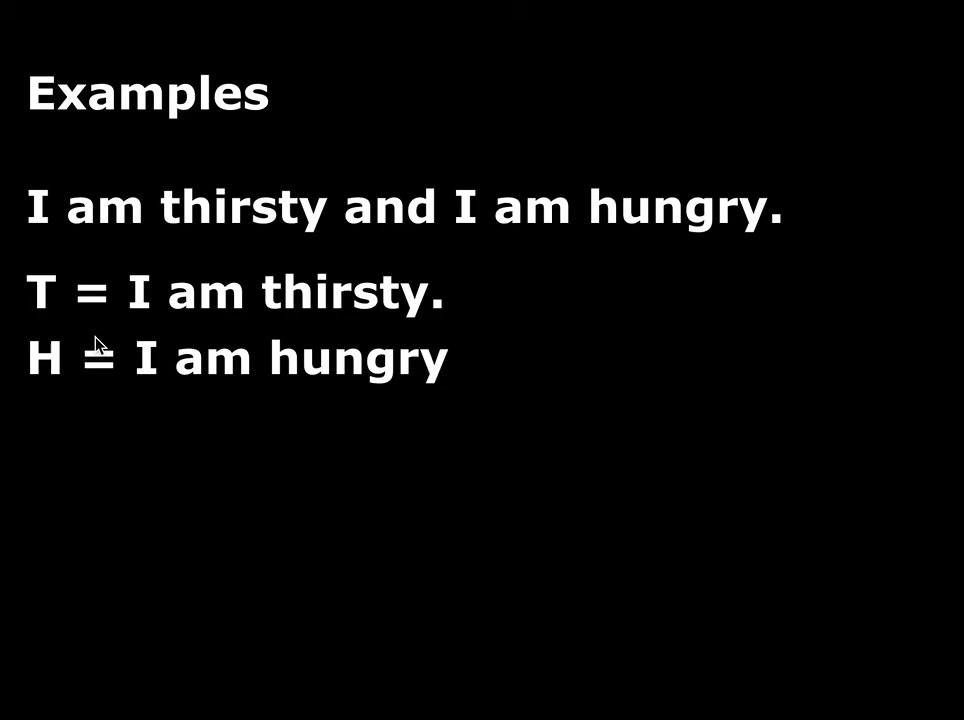 Examples
I am thirsty and I am hungry.
T = I am thirsty.
H = I am hungry